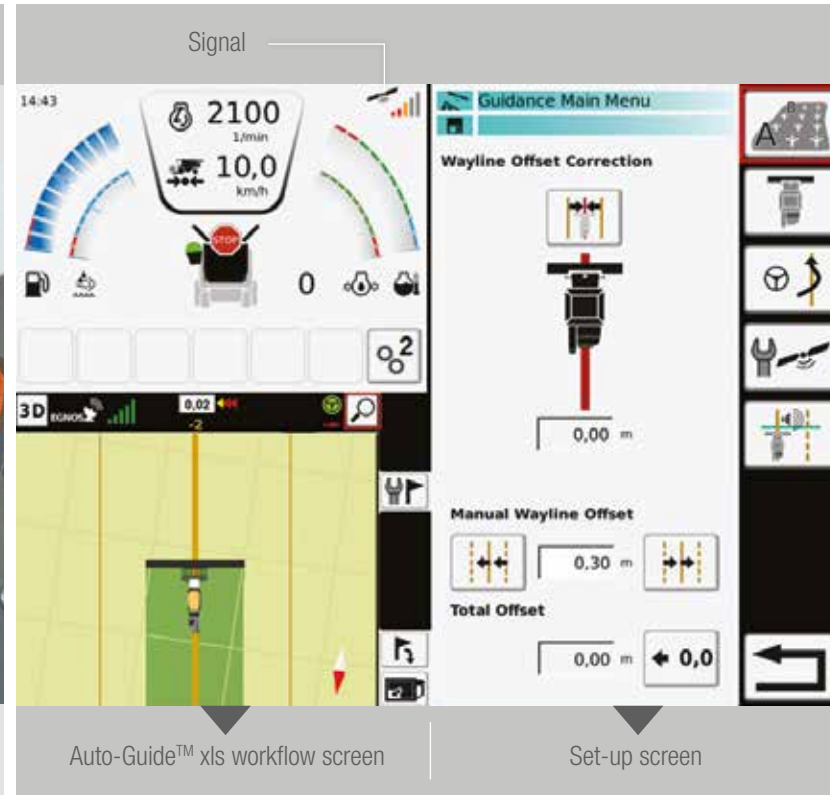 Signal
14:43
2100
1/min
10,0
km/h
STOP
0
2
3D EGNOS 0,02
-2
Guidance Main Menu
Wayline Offset Correction
0,00 m
Manual Wayline Offset
0.30 m
Total Offset
0,00 m 0,0
A B
Auto-Guide™ xls workflow screen
Set-up screen